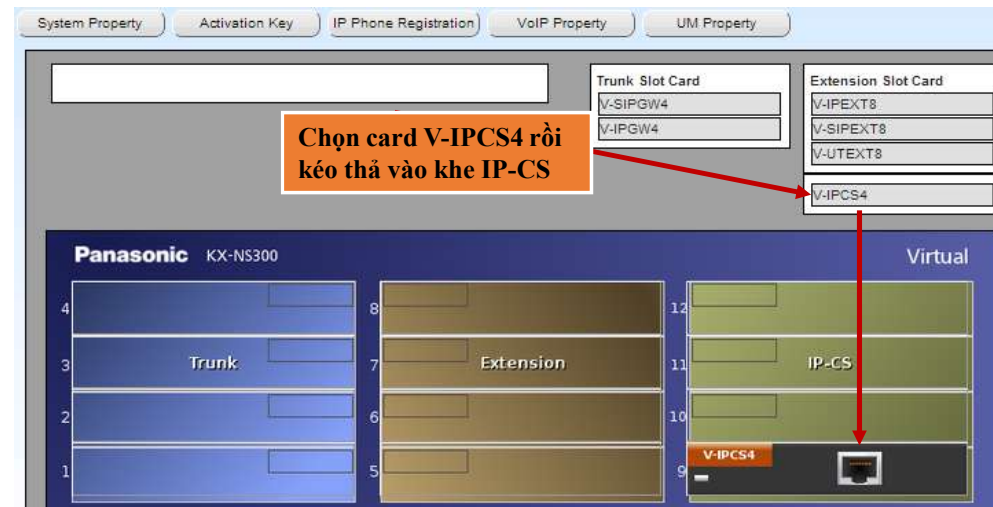 System Property
Activation Key
IP Phone Registration
VoIP Property
UM Property
Trunk Slot Card
V-SIPGW4
V-IPGW4
Extension Slot Card
V-IPEXT8
V-SIPEXT8
V-UTEXT8
V-IPCS4
Chọn card V-IPCS4 rồi
kéo thả vào khe IP-CS
Panasonic KX-NS300
Virtual
4
8
12
3
Trunk
7
Extension
11
IP-CS
2
6
10
1
5
9
V-IPCS4